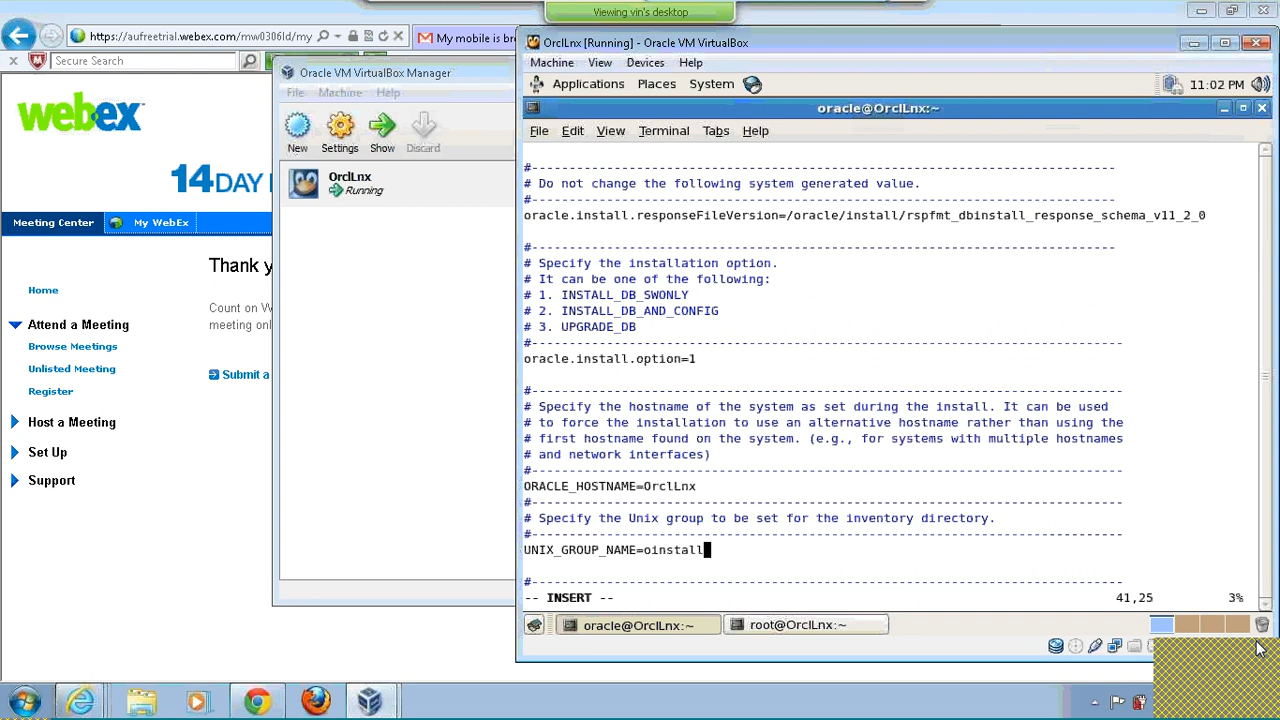 Viewing vin's desktop
https://aufreetrial.webex.com/mw0306ld/my
My mobile is br
Secure Search
webex
14 DAY
Meeting Center
My WebEx
Thank y
Home
Count on W
meeting onl
Attend a Meeting
Browse Meetings
Unlisted Meeting
Submit a
Register
Host a Meeting
Set Up
Support
Oracle VM VirtualBox Manager
File Machine Help
New Settings Show Discard
OrclLnx
Running
OrclLnx [Running] - Oracle VM VirtualBox
Machine View Devices Help
Applications Places System 11:02 PM
oracle@OrclLnx:~
File Edit View Terminal Tabs Help
#-------------------------------------------------------------------------------
# Do not change the following system generated value.
#-------------------------------------------------------------------------------
oracle.install.responseFileVersion=/oracle/install/rspfmt_dbinstall_response_schema_v11_2_0
#-------------------------------------------------------------------------------
# Specify the installation option.
# It can be one of the following:
# 1. INSTALL_DB_SWONLY
# 2. INSTALL_DB_AND_CONFIG
# 3. UPGRADE_DB
#-------------------------------------------------------------------------------
oracle.install.option=1
#-------------------------------------------------------------------------------
# Specify the hostname of the system as set during the install. It can be used
# to force the installation to use an alternative hostname rather than using the
# first hostname found on the system. (e.g., for systems with multiple hostnames
# and network interfaces)
#-------------------------------------------------------------------------------
ORACLE_HOSTNAME=OrclLnx
#-------------------------------------------------------------------------------
# Specify the Unix group to be set for the inventory directory.
#-------------------------------------------------------------------------------
UNIX_GROUP_NAME=oinstall
#-------------------------------------------------------------------------------
-- INSERT -- 41,25 3%
oracle@OrclLnx:~ root@OrclLnx:~